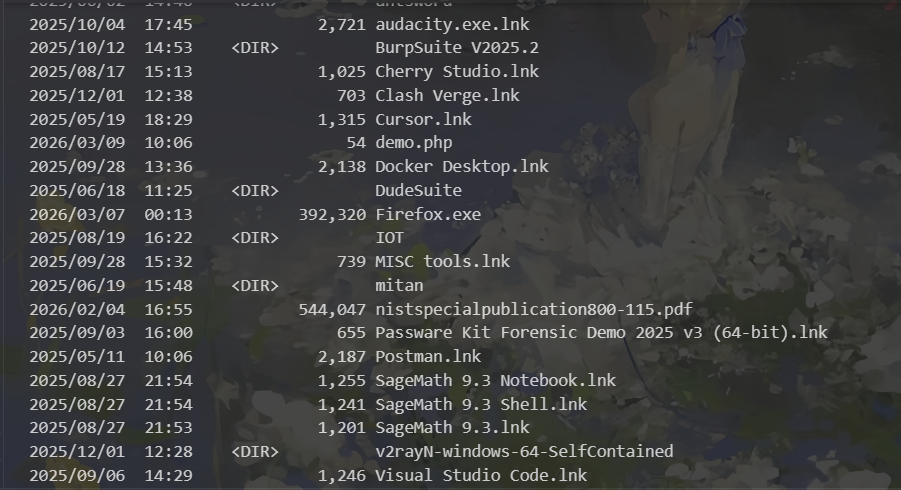 2025/10/04  17:45             2,721 audacity.exe.lnk
2025/10/12  14:53    <DIR>          BurpSuite V2025.2
2025/08/17  15:13             1,025 Cherry Studio.lnk
2025/12/01  12:38               703 Clash Verge.lnk
2025/05/19  18:29             1,315 Cursor.lnk
2026/03/09  10:06                54 demo.php
2025/09/28  13:36             2,138 Docker Desktop.lnk
2025/06/18  11:25    <DIR>          DudeSuite
2026/03/07  00:13           392,320 Firefox.exe
2025/08/19  16:22    <DIR>          IOT
2025/09/28  15:32               739 MISC tools.lnk
2025/06/19  15:48    <DIR>          mitan
2026/02/04  16:55           544,047 nistspecialpublication800-115.pdf
2025/09/03  16:00               655 Passware Kit Forensic Demo 2025 v3 (64-bit).lnk
2025/05/11  10:06             2,187 Postman.lnk
2025/08/27  21:54             1,255 SageMath 9.3 Notebook.lnk
2025/08/27  21:54             1,241 SageMath 9.3 Shell.lnk
2025/08/27  21:53             1,201 SageMath 9.3.lnk
2025/12/01  12:28    <DIR>          v2rayN-windows-64-SelfContained
2025/09/06  14:29             1,246 Visual Studio Code.lnk